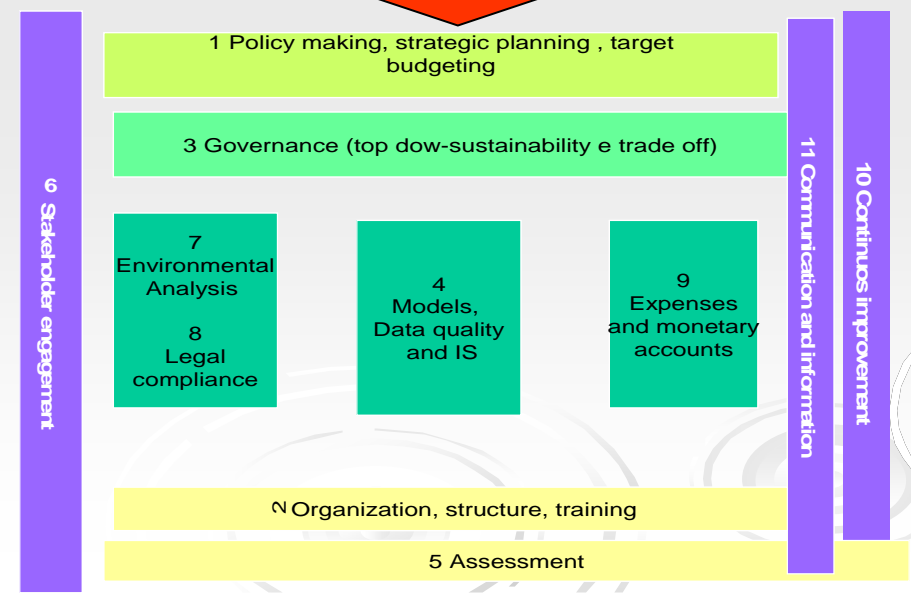 1 Policy making, strategic planning , target
budgeting
3 Governance (top dow-sustainability e trade off)
6 Stakeholder engagement
7
Environmental
Analysis
8
Legal
compliance
4
Models,
Data quality
and IS
9
Expenses
and monetary
accounts
11 Communication and information
10 Continuos improvement
2 Organization, structure, training
5 Assessment